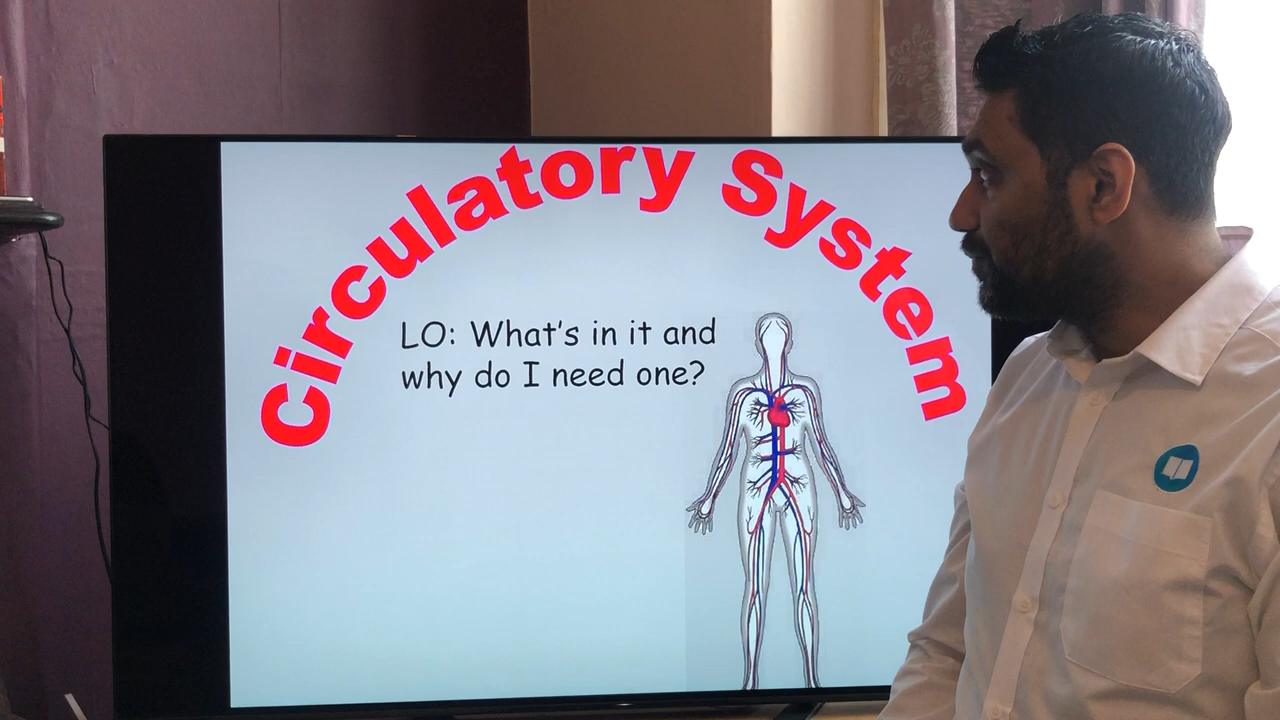 Circulatory System
LO: What's in it and
why do I need one?